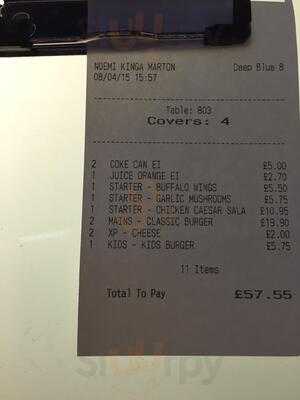 NOEMI KINGA MARTON Deep Blue 8
08/04/15 15:57
Table: 803
Covers: 4
2 COKE CAN EI £5.00
1 JUICE ORANGE EI £2.70
1 STARTER - BUFFALO WINGS £5.50
1 STARTER - GARLIC MUSHROOMS £5.75
1 STARTER - CHICKEN CAESAR SALA £10.95
2 MAINS - CLASSIC BURGER £19.90
2 XP - CHEESE £2.00
1 KIDS - KIDS BURGER £5.75
11 Items
Total To Pay £57.55
sluurpy